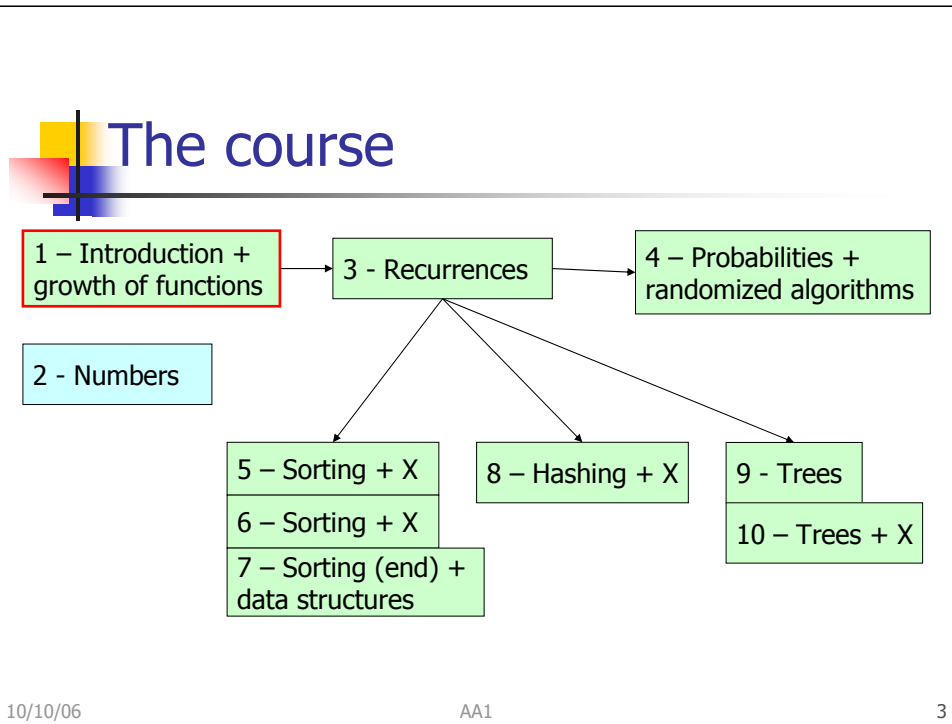 The course
1 – Introduction +
growth of functions
3 - Recurrences
4 – Probabilities +
randomized algorithms
2 - Numbers
5 – Sorting + X
6 – Sorting + X
7 – Sorting (end) +
data structures
8 – Hashing + X
9 - Trees
10 – Trees + X
10/10/06
AA1
3